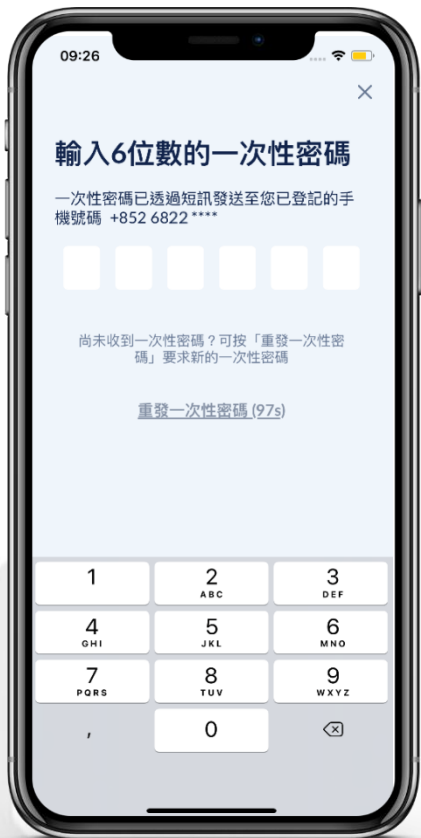 09:26
輸入6位數的一次性密碼
一次性密碼已透過短訊發送至您已登記的手
機號碼 +852 6822 ****
尚未收到一次性密碼？可按「重發一次性密
碼」要求新的一次性密碼
重發一次性密碼 (97s)
1
2
ABC
3
DEF
4
GHI
5
JKL
6
MNO
7
PQRS
8
TUV
9
WXYZ
,
0